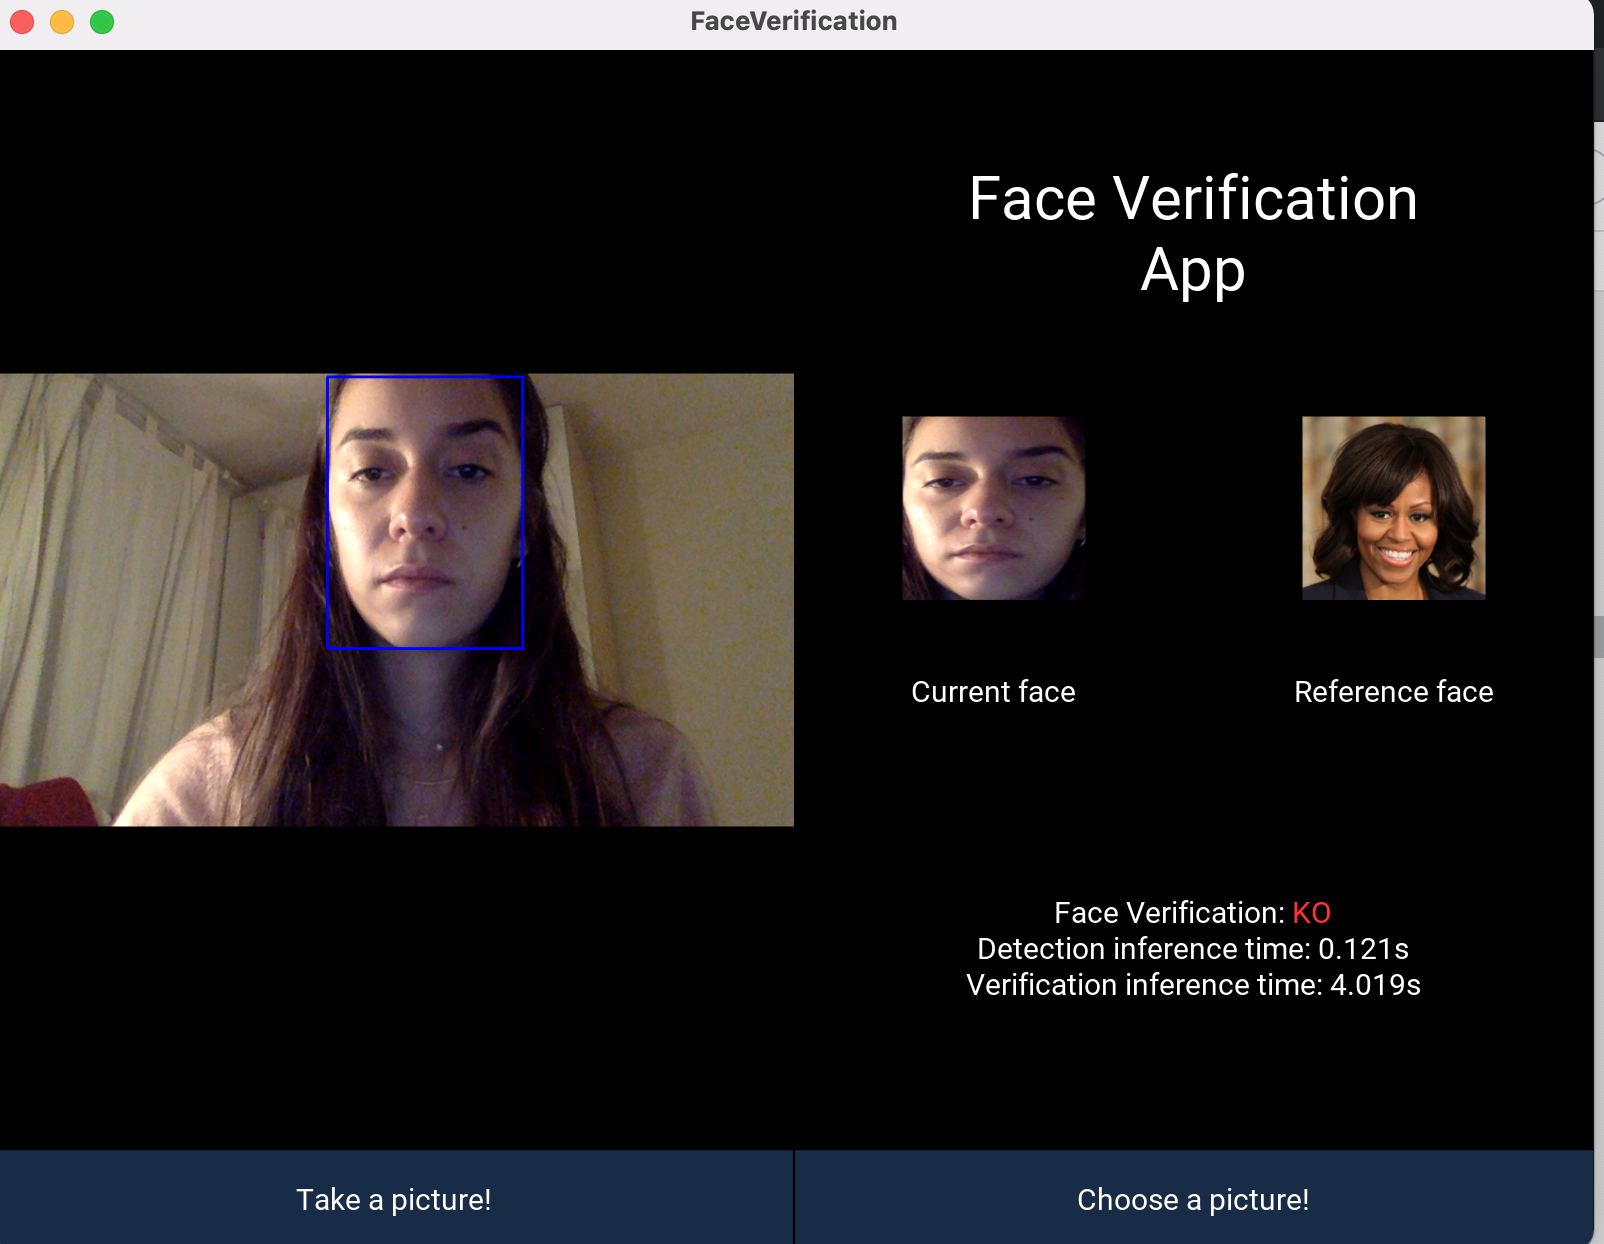 FaceVerification
Face Verification
App
Current face
Reference face
Face Verification: KO
Detection inference time: 0.121s
Verification inference time: 4.019s
Take a picture!
Choose a picture!